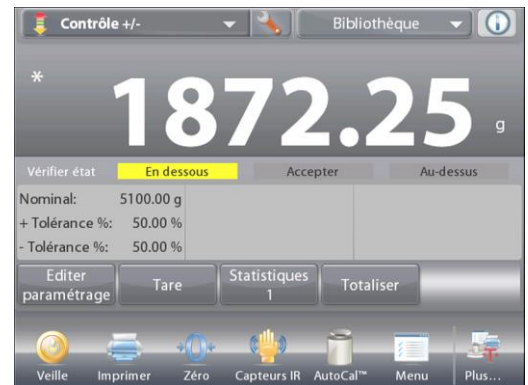 Contrôle +/- Bibliothèque
* 1872.25 g
Vérifier état En dessous Accepter Au-dessus
Nominal: 5100.00 g
+ Tolérance %: 50.00 %
- Tolérance %: 50.00 %
Editer paramétrage Tare Statistiques 1 Totaliser
Veille Imprimer Zéro Capteurs IR AutoCal™ Menu Plus...